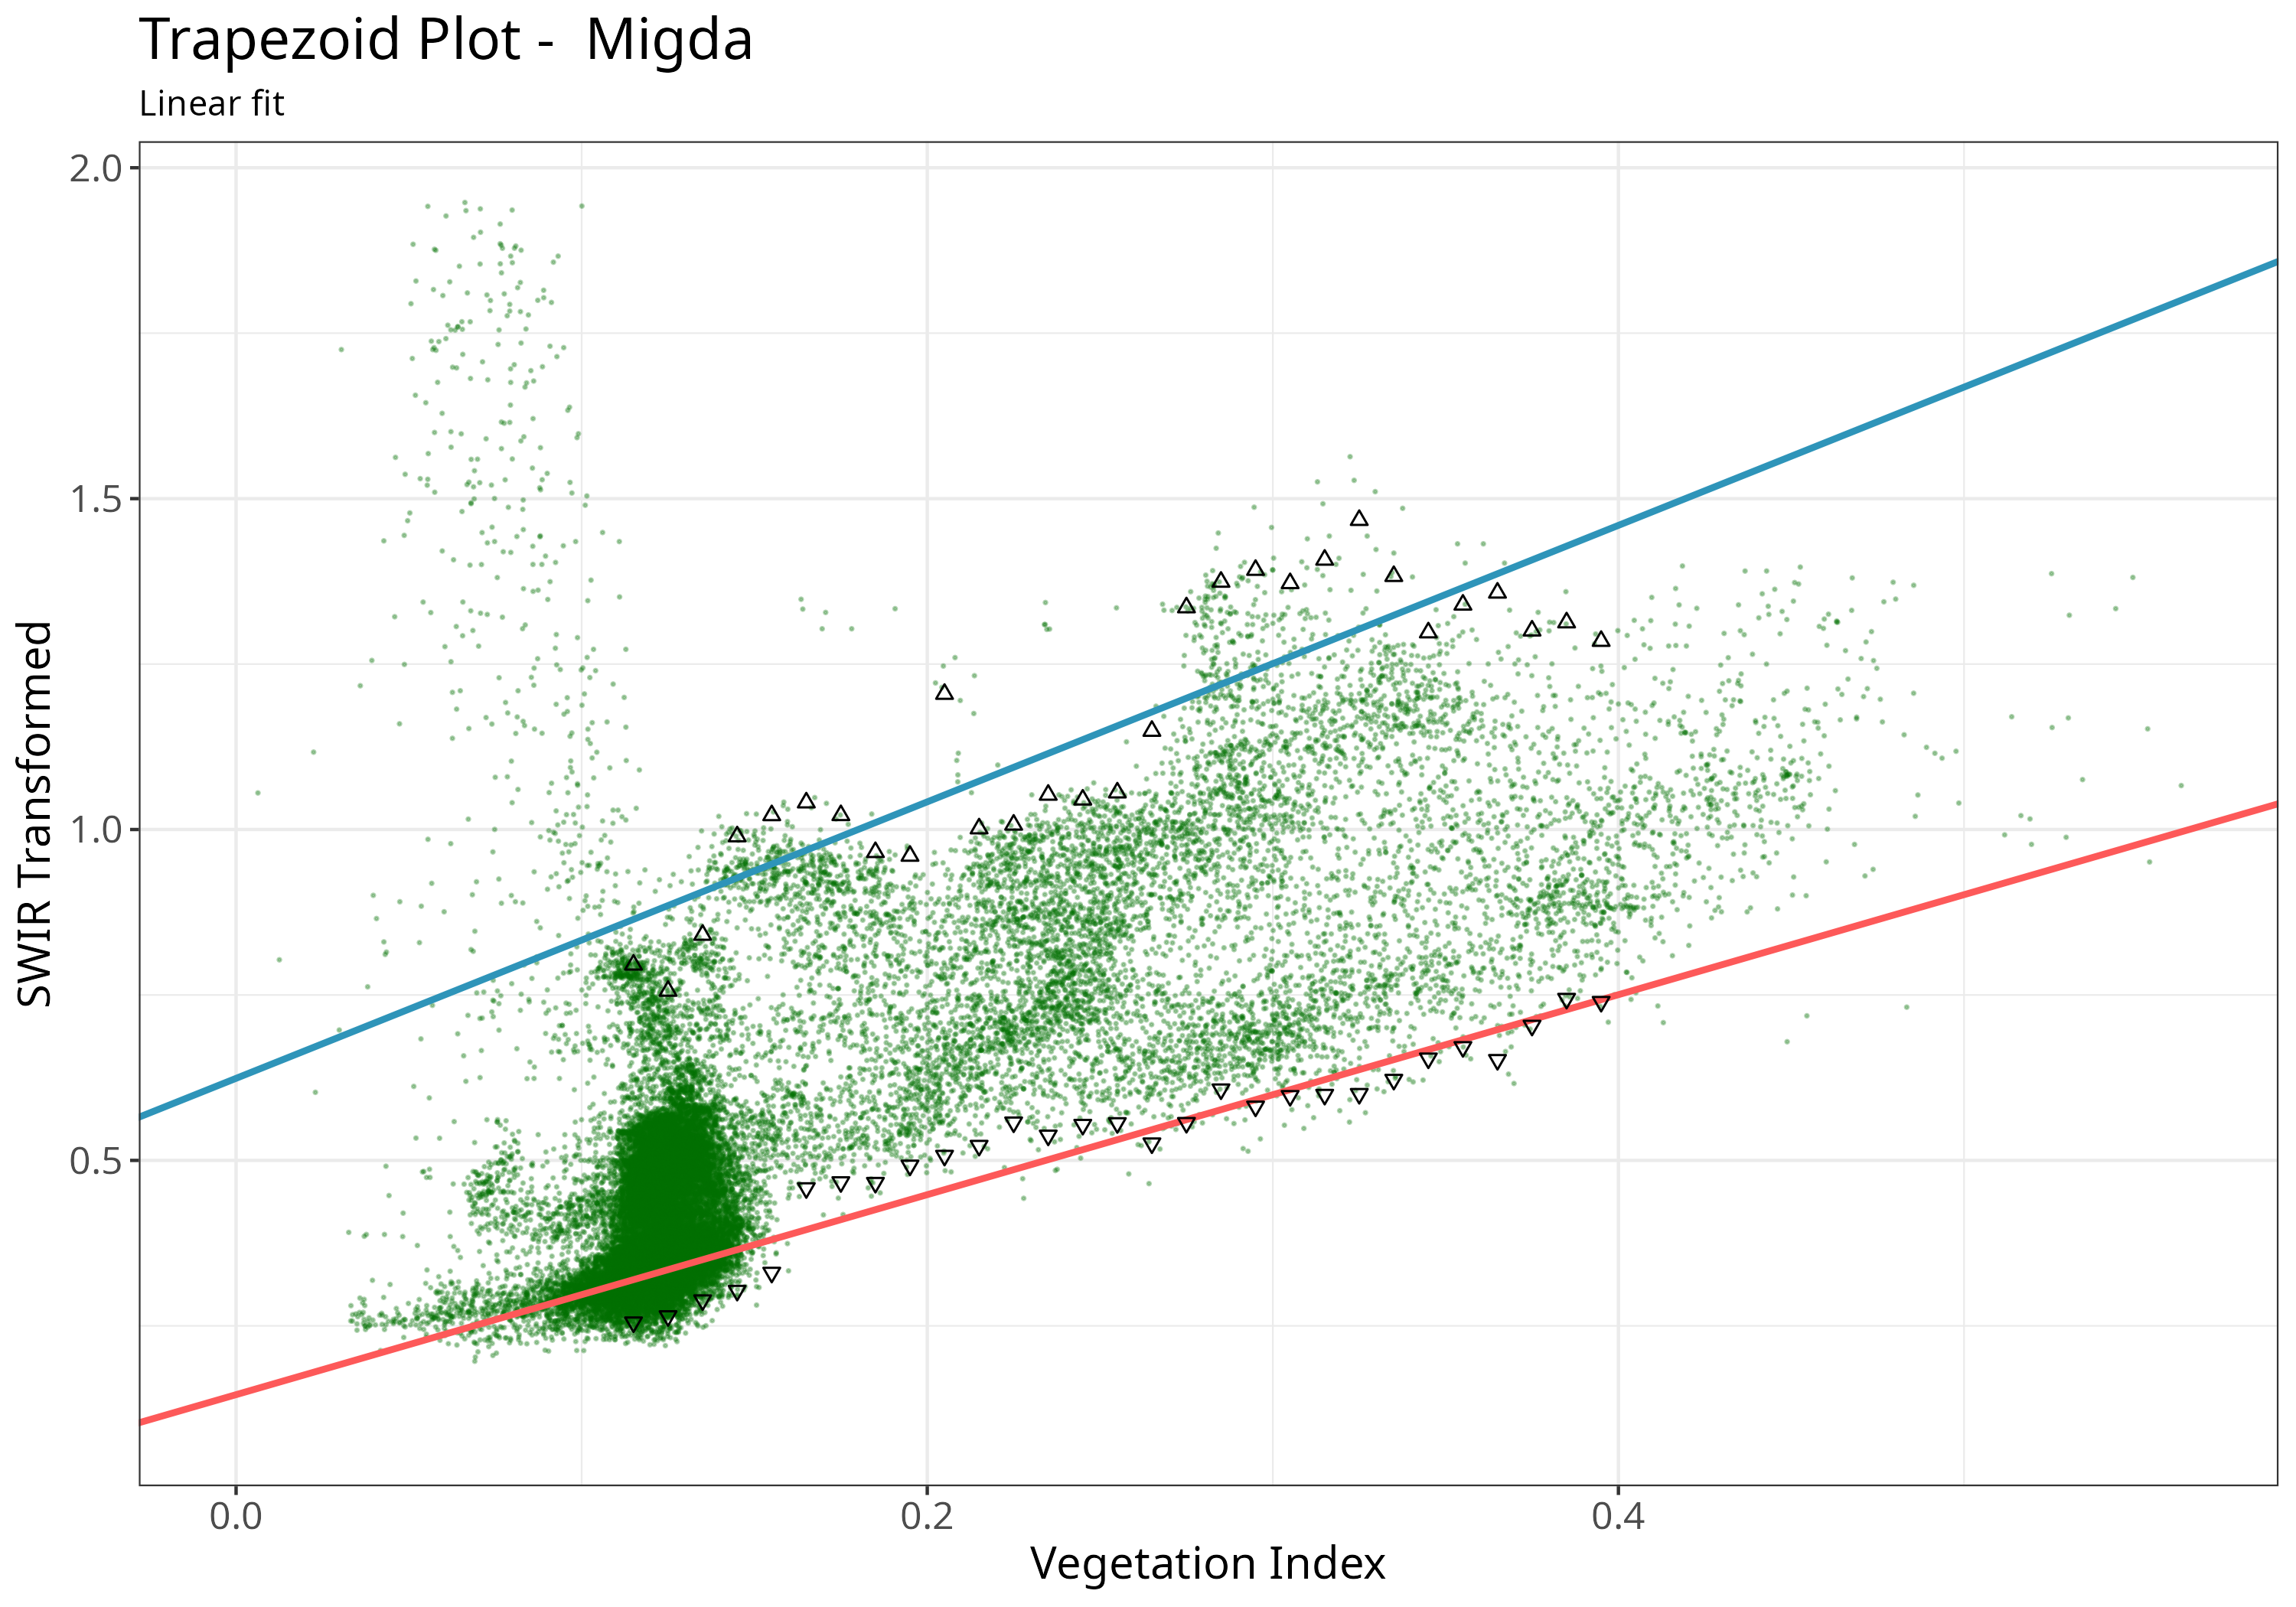 Trapezoid Plot -  Migda
Linear fit
2.0
1.5
1.0
0.5
SWIR Transformed
0.0
0.2
0.4
Vegetation Index